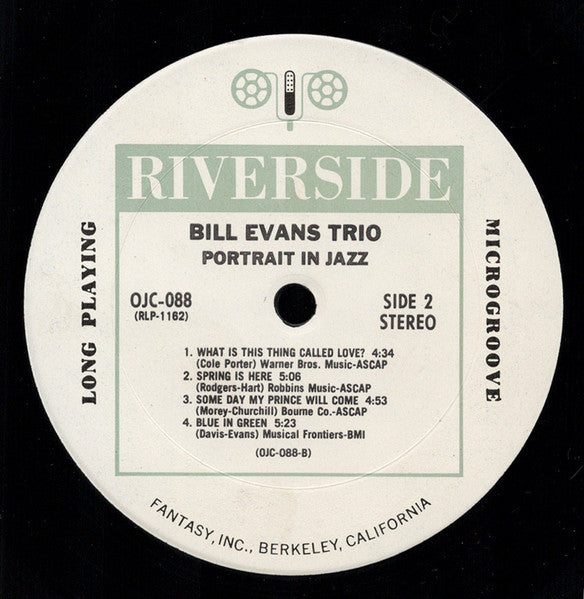 RIVERSIDE
BILL EVANS TRIO
PORTRAIT IN JAZZ
OJC-088
(RLP-1162)
SIDE 2
STEREO
LONG PLAYING
MICROGROOVE
1. WHAT IS THIS THING CALLED LOVE? 4:34
(Cole Porter) Warner Bros. Music-ASCAP
2. SPRING IS HERE 5:06
(Rodgers-Hart) Robbins Music-ASCAP
3. SOME DAY MY PRINCE WILL COME 4:53
(Morey-Churchill) Bourne Co.-ASCAP
4. BLUE IN GREEN 5:23
(Davis-Evans) Musical Frontiers-BMI
(OJC-088-B)
FANTASY, INC., BERKELEY, CALIFORNIA